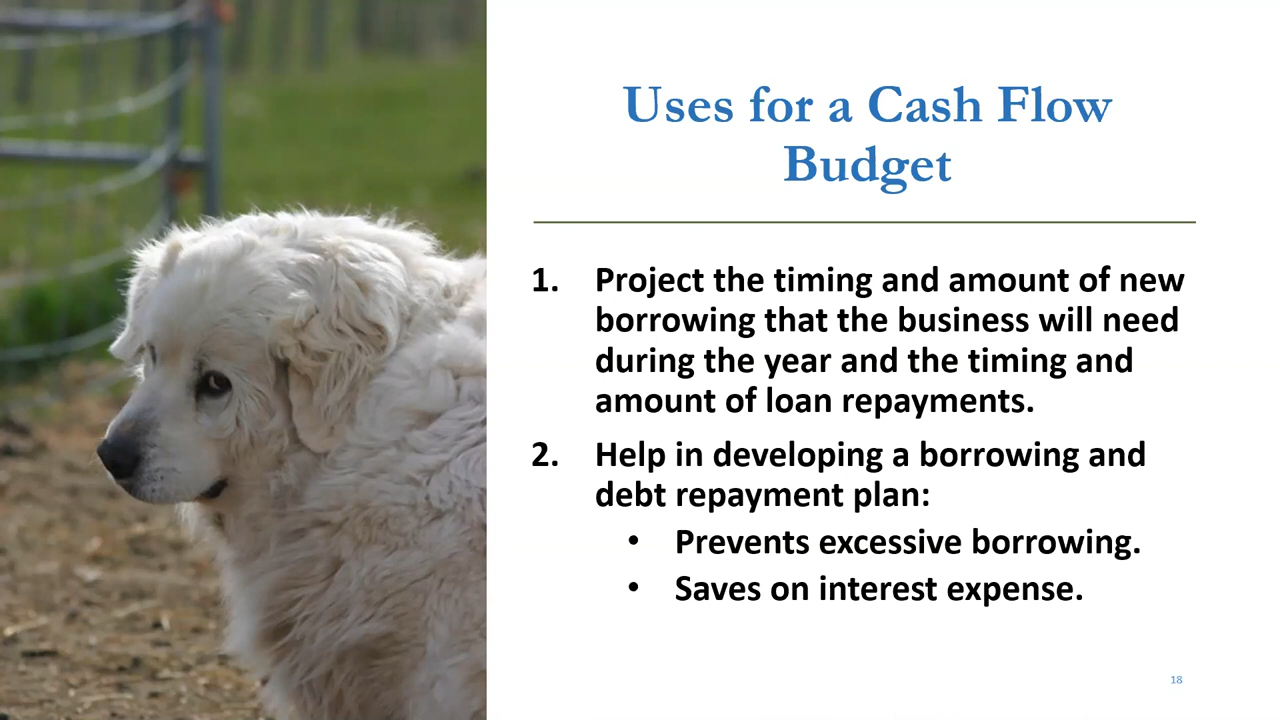 Uses for a Cash Flow
Budget
1. Project the timing and amount of new
borrowing that the business will need
during the year and the timing and
amount of loan repayments.
2. Help in developing a borrowing and
debt repayment plan:
• Prevents excessive borrowing.
• Saves on interest expense.
18